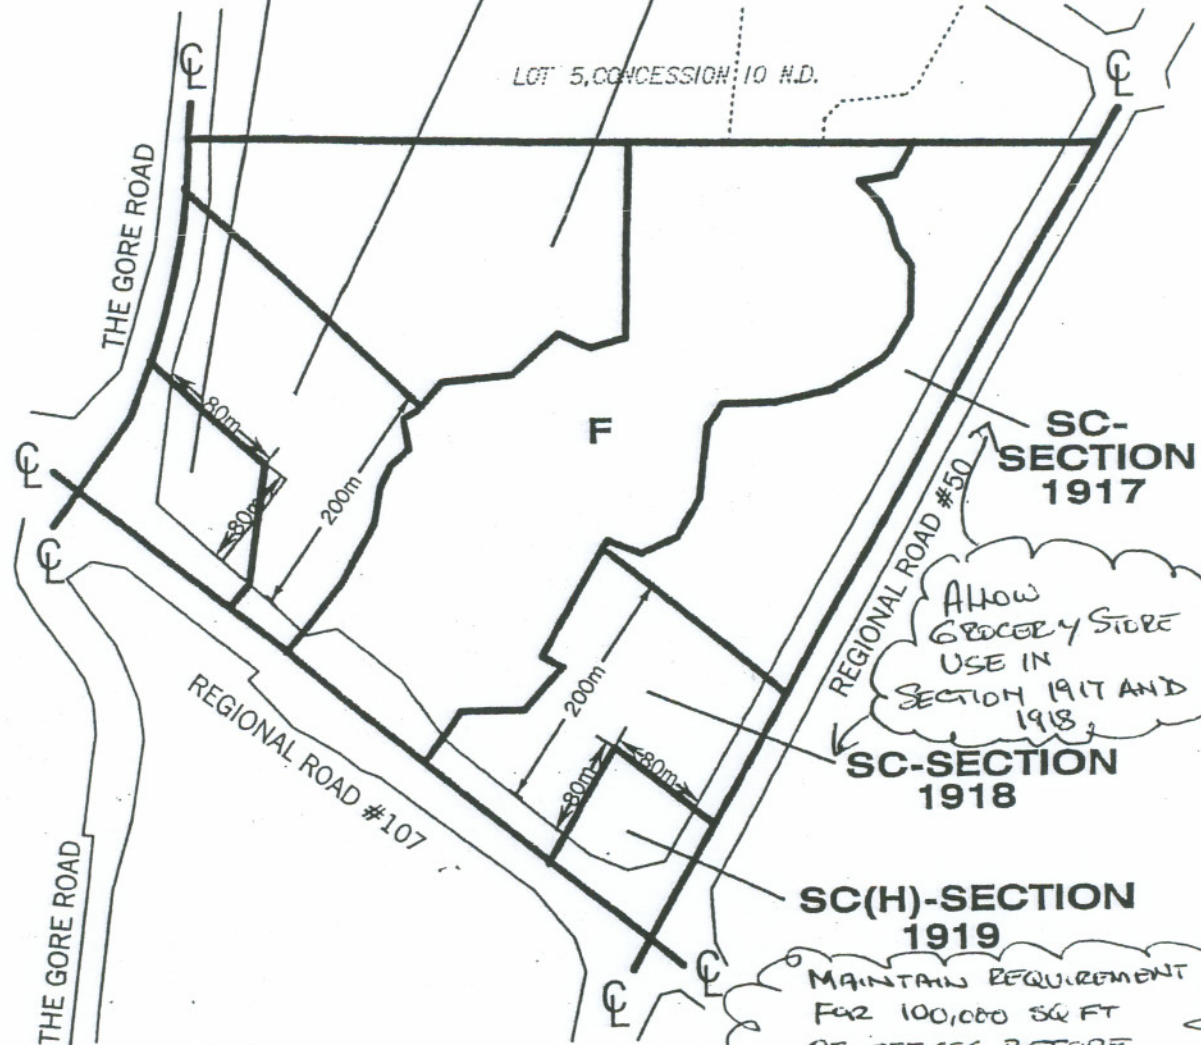 LOT 5, CONCESSION 10 N.D.
THE GORE ROAD
80m
80m
200m
F
SC-
SECTION
1917
REGIONAL ROAD #50
ALLOW
GROCERY STORE
USE IN
SECTION 1917 AND
1918
200m
80m
80m
SC-SECTION
1918
REGIONAL ROAD #107
SC(H)-SECTION
1919
MAINTAIN REQUIREMENT
FOR 100,000 SQ FT
THE GORE ROAD